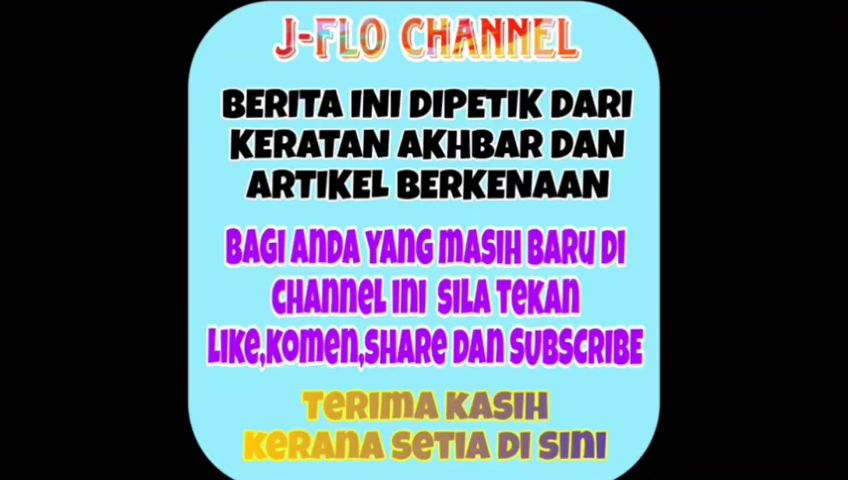 J-FLO CHANNEL
BERITA INI DIPETIK DARI
KERATAN AKHBAR DAN
ARTIKEL BERKENAAN
BAGI ANDA YANG MASIH BARU DI
CHANNEL INI SILA TEKAN
LIKE,KOMEN,SHARE DAN SUBSCRIBE
TERIMA KASIH
KERANA SETIA DI SINI